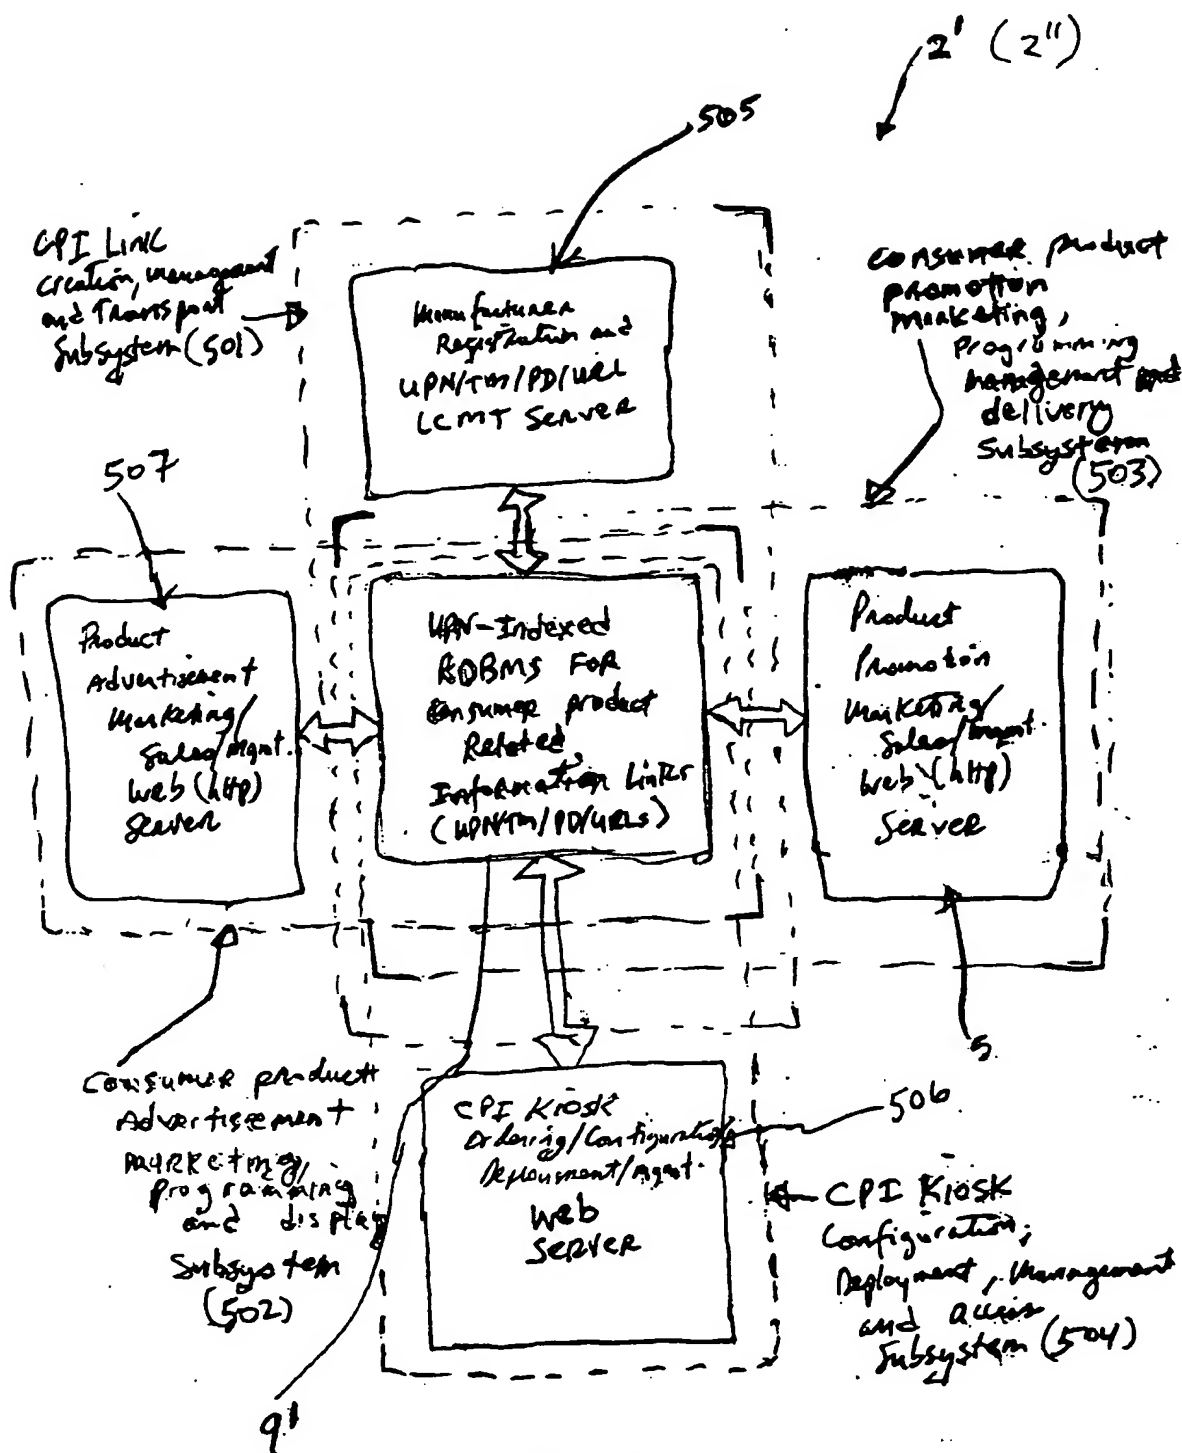 2' (2")
505
CPI Link
Creation, Management
and Transport
Subsystem (501)
Manufacturer
Registration and
UPN/TM/PD/URL
LCMT Server
Consumer product
promotion
marketing,
Programming
management and
delivery
Subsystem
(503)
507
Product
Advertisement
Marketing/
Sales/Mgmt.
Web (http)
Server
UPN-Indexed
RDBMS For
Consumer product
Related
Information Links
(UPN/TM/PD/URLs)
Product
Promotion
Marketing/
Sales/Mgmt.
Web (http)
Server
5
Consumer product
Advertisement
Marketing,
programming
and display
Subsystem
(502)
CPI Kiosk
Ordering/Configuration
Deployment/Mgmt.
Web
Server
506
CPI Kiosk
Configuration,
Deployment, Management
and access
Subsystem (504)
9'